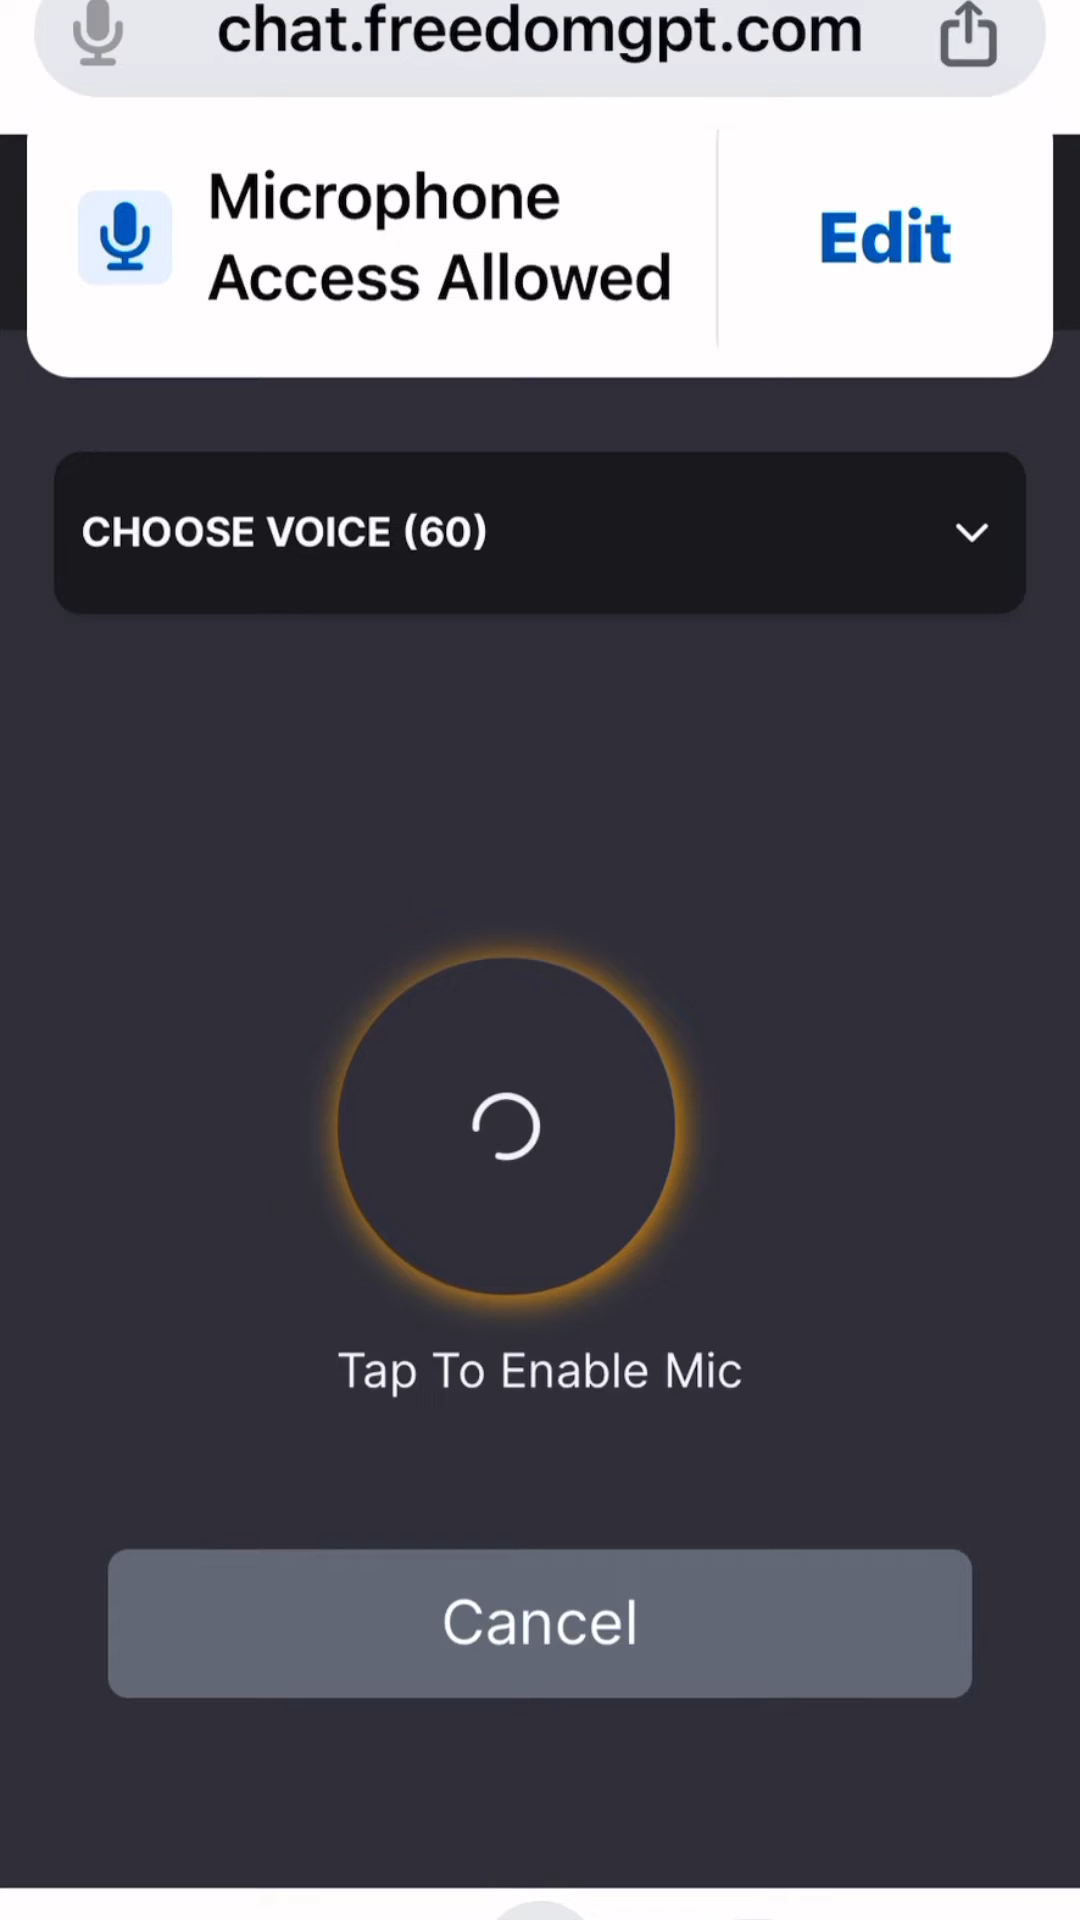 chat.freedomgpt.com
Microphone
Access Allowed
Edit
CHOOSE VOICE (60)
Tap To Enable Mic
Cancel